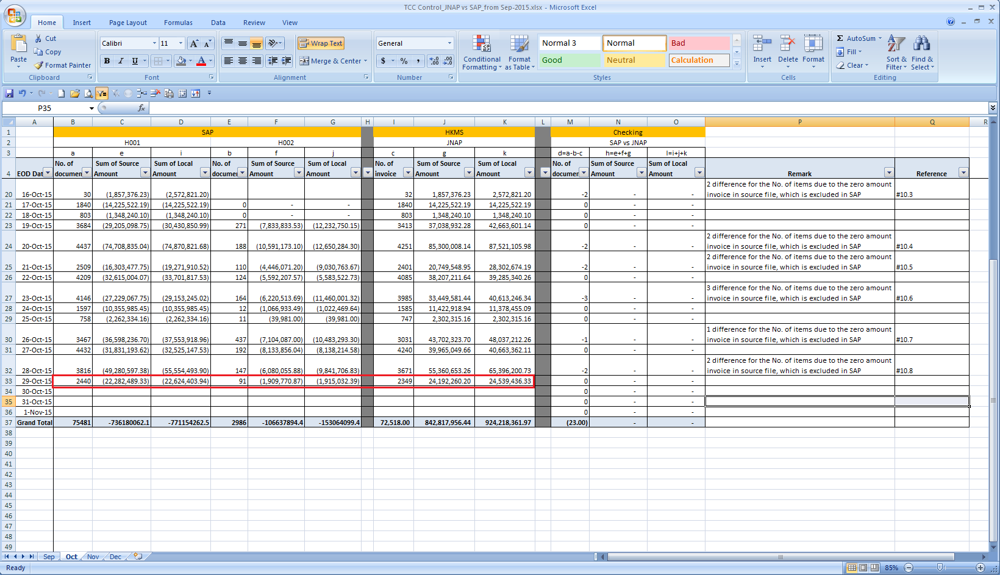 TCC Control_JNAP vs SAP_from Sep-2015.xlsx - Microsoft Excel
Home Insert Page Layout Formulas Data Review View
Paste Cut Copy Format Painter Clipboard
Calibri 11 B I U Font
Wrap Text Merge & Center Alignment
General $ % , Number
Conditional Formatting Format as Table
Normal 3 Normal Bad
Good Neutral Calculation
Styles
Insert Delete Format Cells
Σ AutoSum Fill Clear Sort & Filter Find & Select Editing
P35 fx
A B C D E F G H I J K L M N O P Q R
1 SAP HKMS Checking
2 H001 H002 JNAP SAP vs JNAP
3 a e i b f j c g k d=a-b-c h=e+f+g l=i+j+k
4 EOD Dat No. of documen Sum of Source Amount Sum of Local Amount No. of documen Sum of Source Amount Sum of Local Amount No. of invoice Sum of Source Amount Sum of Local Amount No. of documen Sum of Source Amount Sum of Local Amount Remark Reference
20 16-Oct-15 30 (1,857,376.23) (2,572,821.20) 32 1,857,376.23 2,572,821.20 -2 - - 2 difference for the No. of items due to the zero amount invoice in source file, which is excluded in SAP #10.3
21 17-Oct-15 1840 (14,225,522.19) (14,225,522.19) 0 - - 1840 14,225,522.19 14,225,522.19 0 - -
22 18-Oct-15 803 (1,348,240.10) (1,348,240.10) 0 - - 803 1,348,240.10 1,348,240.10 0 - -
23 19-Oct-15 3684 (29,205,098.75) (30,430,850.99) 271 (7,833,833.53) (12,232,750.15) 3413 37,038,932.28 42,663,601.14 0 - -
24 20-Oct-15 4437 (74,708,835.04) (74,870,821.68) 188 (10,591,173.10) (12,650,284.30) 4251 85,300,008.14 87,521,105.98 -2 - - 2 difference for the No. of items due to the zero amount invoice in source file, which is excluded in SAP #10.4
25 21-Oct-15 2509 (16,303,477.75) (19,271,910.52) 110 (4,446,071.20) (9,030,763.67) 2401 20,749,548.95 28,302,674.19 -2 - - 2 difference for the No. of items due to the zero amount invoice in source file, which is excluded in SAP #10.5
26 22-Oct-15 4209 (32,615,004.07) (33,701,817.53) 124 (5,592,207.57) (5,583,522.73) 4085 38,207,211.64 39,285,340.26 0 - -
27 23-Oct-15 4146 (27,229,067.75) (29,153,245.02) 164 (6,220,513.69) (11,460,001.32) 3985 33,449,581.44 40,613,246.34 -3 - - 3 difference for the No. of items due to the zero amount invoice in source file, which is excluded in SAP #10.6
28 24-Oct-15 1597 (10,355,985.45) (10,355,985.45) 12 (1,066,933.49) (1,022,469.64) 1585 11,422,918.94 11,378,455.09 0 - -
29 25-Oct-15 758 (2,262,334.16) (2,262,334.16) 11 (39,981.00) (39,981.00) 747 2,302,315.16 2,302,315.16 0 - -
30 26-Oct-15 3467 (36,598,236.70) (37,553,918.96) 437 (7,104,087.00) (10,483,293.30) 3031 43,702,323.70 48,037,212.26 -1 - - 1 difference for the No. of items due to the zero amount invoice in source file, which is excluded in SAP #10.7
31 27-Oct-15 4432 (31,831,193.62) (32,525,147.53) 192 (8,133,856.04) (8,138,214.58) 4240 39,965,049.66 40,663,362.11 0 - -
32 28-Oct-15 3816 (49,280,597.38) (55,554,493.90) 147 (6,080,055.88) (9,841,706.83) 3671 55,360,653.26 65,396,200.73 -2 - - 2 difference for the No. of items due to the zero amount invoice in source file, which is excluded in SAP #10.8
33 29-Oct-15 2440 (22,282,489.33) (22,624,403.94) 91 (1,909,770.87) (1,915,032.39) 2349 24,192,260.20 24,539,436.33 0 - -
34 30-Oct-15 0 - -
35 31-Oct-15 0 - -
36 1-Nov-15 0 - -
37 Grand Total 75481 -736180062.1 -771154262.5 2986 -106637894.4 -153064099.4 72,518.00 842,817,956.44 924,218,361.97 (23.00) - -
38
39
40
41
42
43
44
45
46
47
48
49
Sep Oct Nov Dec
Ready 85%